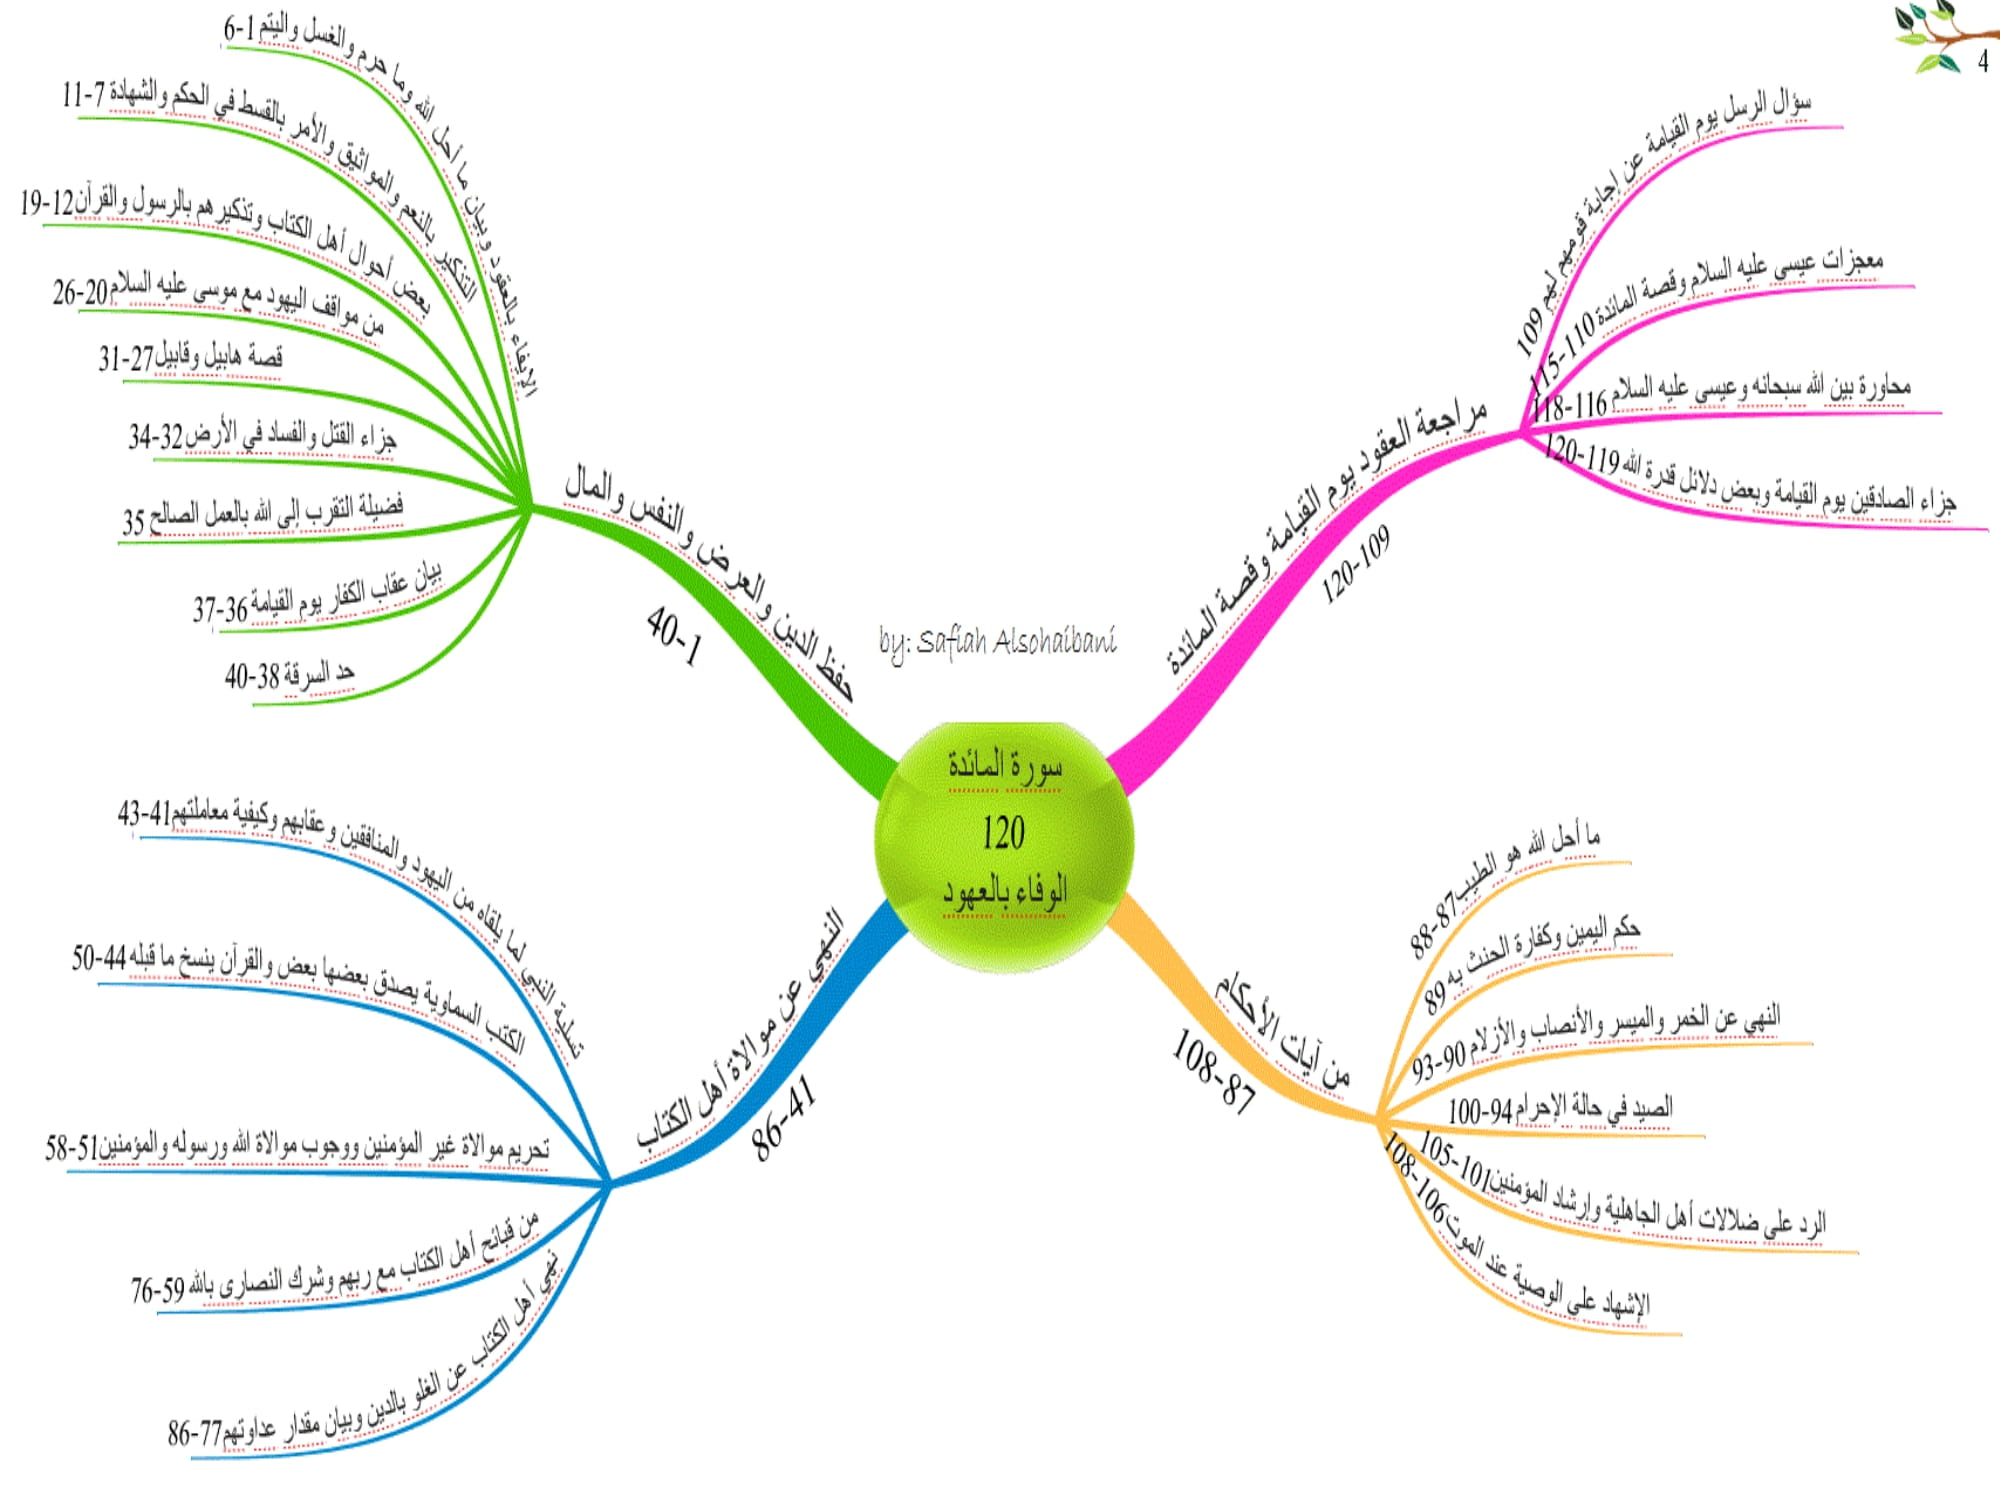 4
by: Safiah Alsohaibani
سورة المائدة
120
الوفاء بالعهود
حفظ الدين والعرض والنفس والمال
40-1
الإيفاء بالعقود وبيان ما أحل الله وما حرم والغسل واليتم 6-1
التذكير بالنعم والمواثيق والأمر بالقسط في الحكم والشهادة 11-7
بعض أحوال أهل الكتاب وتذكيرهم بالرسول والقرآن 19-12
من مواقف اليهود مع موسى عليه السلام 26-20
قصة هابيل وقابيل 31-27
جزاء القتل والفساد في الأرض 34-32
فضيلة التقرب إلى الله بالعمل الصالح 35
بيان عقاب الكفار يوم القيامة 37-36
حد السرقة 40-38
النهي عن موالاة أهل الكتاب
86-41
تسلية النبي لما يلقاه من اليهود والمنافقين وعقابهم وكيفية معاملتهم 43-41
الكتب السماوية يصدق بعضها بعض والقرآن ينسخ ما قبله 50-44
تحريم موالاة غير المؤمنين ووجوب موالاة الله ورسوله والمؤمنين 58-51
من قبائح أهل الكتاب مع ربهم وشرك النصارى بالله 76-59
نهي أهل الكتاب عن الغلو بالدين وبيان مقدار عداوتهم 86-77
من آيات الأحكام
108-87
ما أحل الله هو الطيب 88-87
حكم اليمين وكفارة الحنث به 89
النهي عن الخمر والميسر والأنصاب والأزلام 93-90
الصيد في حالة الإحرام 100-94
الرد على ضلالات أهل الجاهلية وإرشاد المؤمنين 105-101
الإشهاد على الوصية عند الموت 108-106
مراجعة العقود يوم القيامة وقصة المائدة
120-109
سؤال الرسل يوم القيامة عن إجابة قومهم لهم 109
معجزات عيسى عليه السلام وقصة المائدة 115-110
محاورة بين الله سبحانه وعيسى عليه السلام 118-116
جزاء الصادقين يوم القيامة وبعض دلائل قدرة الله 120-119